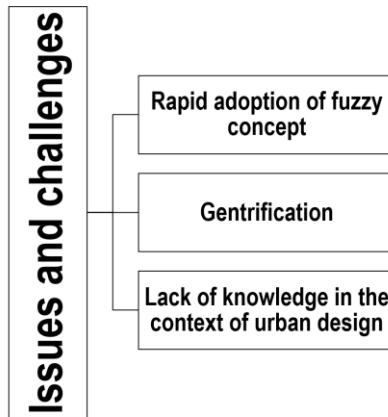 Issues and challenges
Rapid adoption of fuzzy
concept
Gentrification
Lack of knowledge in the
context of urban design